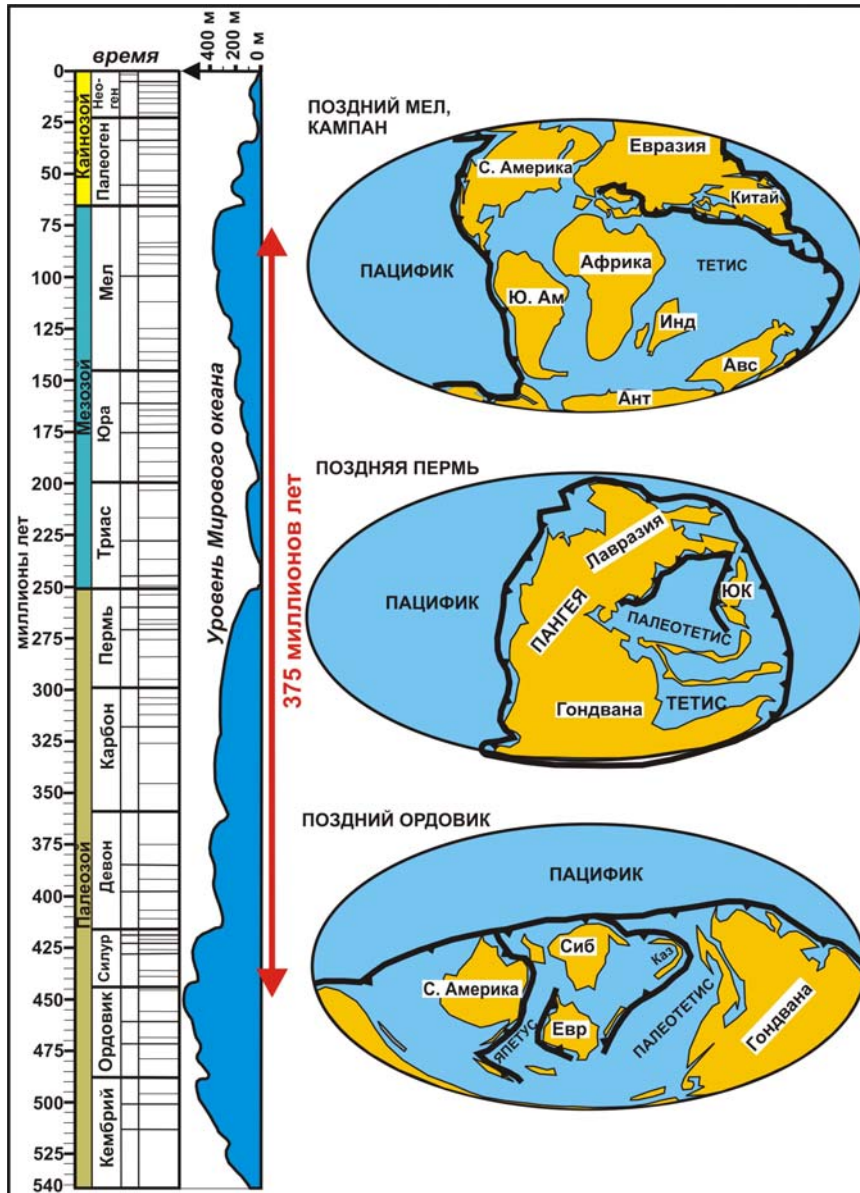 время
400 м
200 м
0 м
0
25
50
75
100
125
150
175
200
225
250
275
300
325
350
375
400
425
450
475
500
525
540
миллионы лет
Кайнозой
Мезозой
Палеозой
Нео-
ген
Палеоген
Мел
Юра
Триас
Пермь
Карбон
Девон
Силур
Ордовик
Кембрий
Уровень Мирового океана
375 миллионов лет
ПОЗДНИЙ МЕЛ,
КАМПАН
С. Америка
Евразия
Китай
ПАЦИФИК
Африка
ТЕТИС
Ю. Ам
Инд
Авс
Ант
ПОЗДНЯЯ ПЕРМЬ
Лавразия
ПАЦИФИК
ПАНГЕЯ
ЮК
ПАЛЕОТЕТИС
Гондвана
ТЕТИС
ПОЗДНИЙ ОРДОВИК
ПАЦИФИК
Сиб
Каз
С. Америка
Евр
ЯПЕТУС
ПАЛЕОТЕТИС
Гондвана